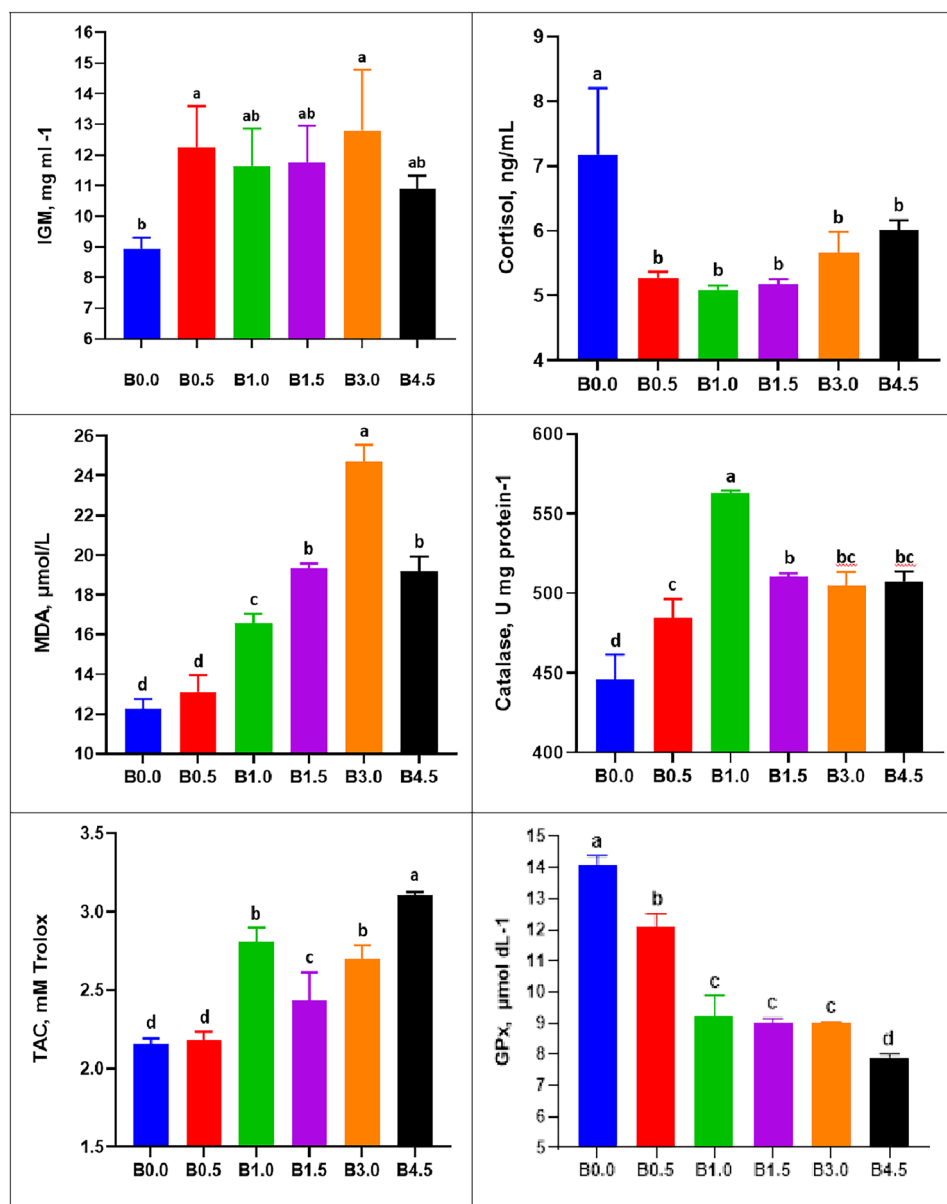 IGM, mg ml -1
16
15
14
13
12
11
10
9
8
7
6
b
a
ab
ab
a
ab
B0.0 B0.5 B1.0 B1.5 B3.0 B4.5
Cortisol, ng/mL
9
8
7
6
5
4
a
b
b
b
b
b
B0.0 B0.5 B1.0 B1.5 B3.0 B4.5
MDA, µmol/L
26
24
22
20
18
16
14
12
10
d
d
c
b
a
b
B0.0 B0.5 B1.0 B1.5 B3.0 B4.5
Catalase, U mg protein-1
600
550
500
450
400
d
c
a
b
bc
bc
B0.0 B0.5 B1.0 B1.5 B3.0 B4.5
TAC, mM Trolox
3.5
3.0
2.5
2.0
1.5
d
d
b
c
b
a
B0.0 B0.5 B1.0 B1.5 B3.0 B4.5
GPx, µmol dL-1
15
14
13
12
11
10
9
8
7
6
5
a
b
c
c
c
d
B0.0 B0.5 B1.0 B1.5 B3.0 B4.5